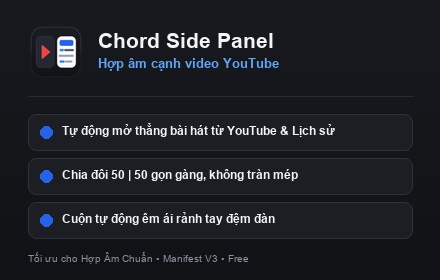 Chord Side Panel
Hợp âm cạnh video YouTube
Tự động mở thẳng bài hát từ YouTube & Lịch sử
Chia đôi 50 | 50 gọn gàng, không tràn mép
Cuộn tự động êm ái rảnh tay đệm đàn
Tối ưu cho Hợp Âm Chuẩn • Manifest V3 • Free